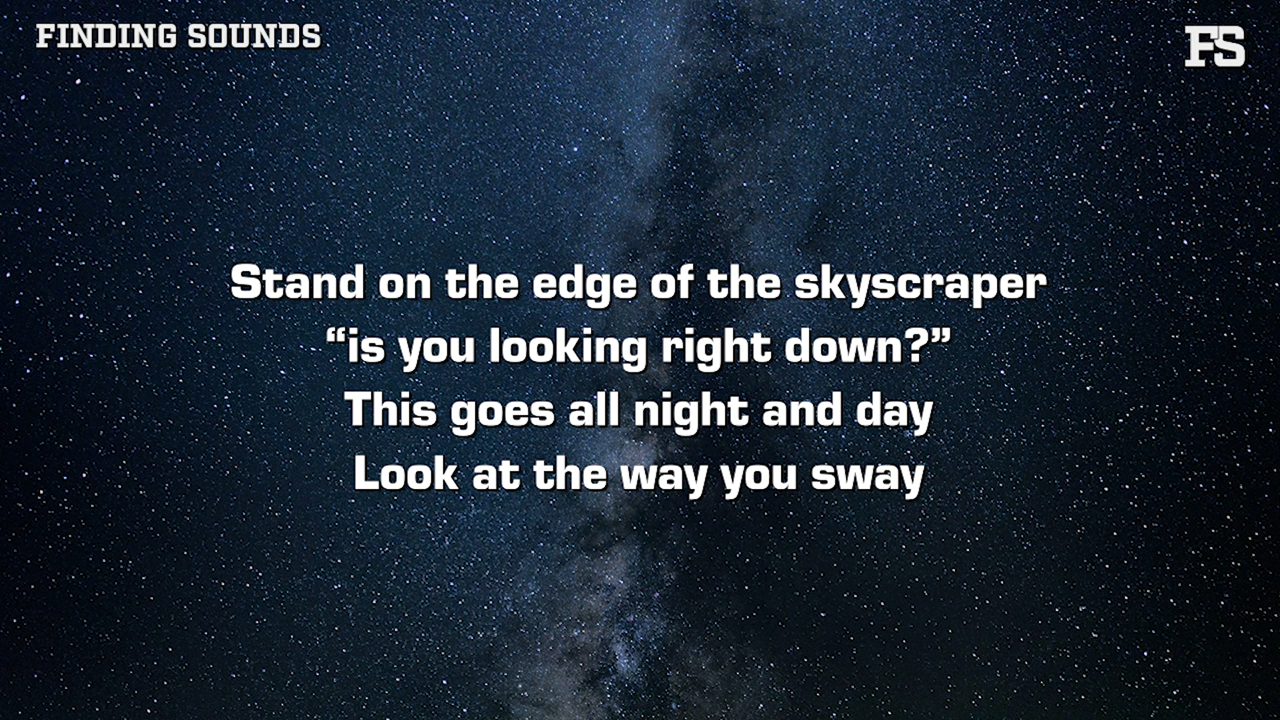 FINDING SOUNDS
FS
Stand on the edge of the skyscraper
“is you looking right down?”
This goes all night and day
Look at the way you sway